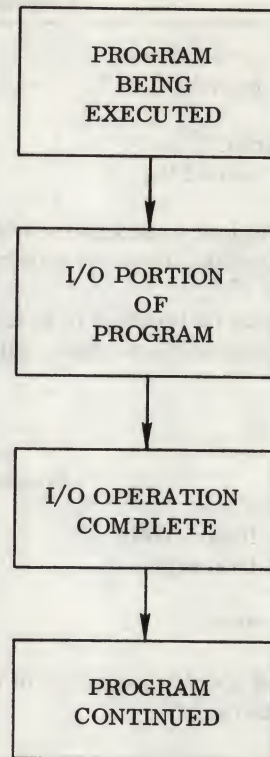 PROGRAM
BEING
EXECUTED
I/O PORTION
OF
PROGRAM
I/O OPERATION
COMPLETE
PROGRAM
CONTINUED